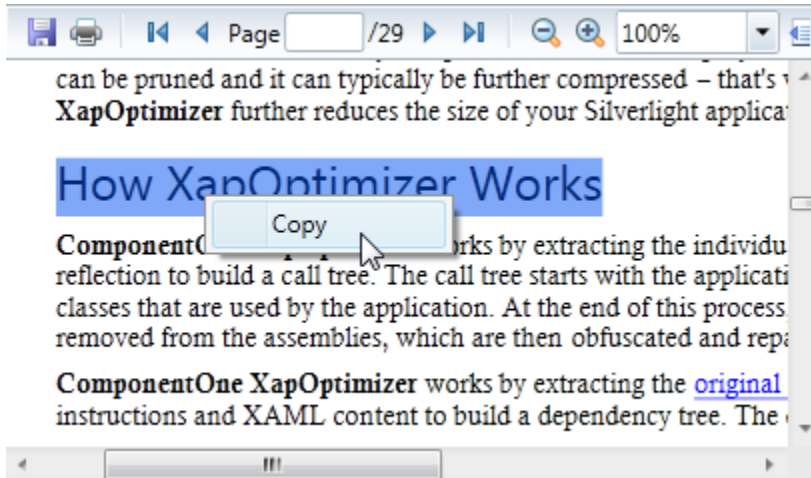 Page /29 100%
can be pruned and it can typically be further compressed – that's
XapOptimizer further reduces the size of your Silverlight applica
How XapOptimizer Works
Copy
ComponentO rks by extracting the individu
reflection to build a call tree. The call tree starts with the applicati
classes that are used by the application. At the end of this process,
removed from the assemblies, which are then obfuscated and repa
ComponentOne XapOptimizer works by extracting the original
instructions and XAML content to build a dependency tree. The